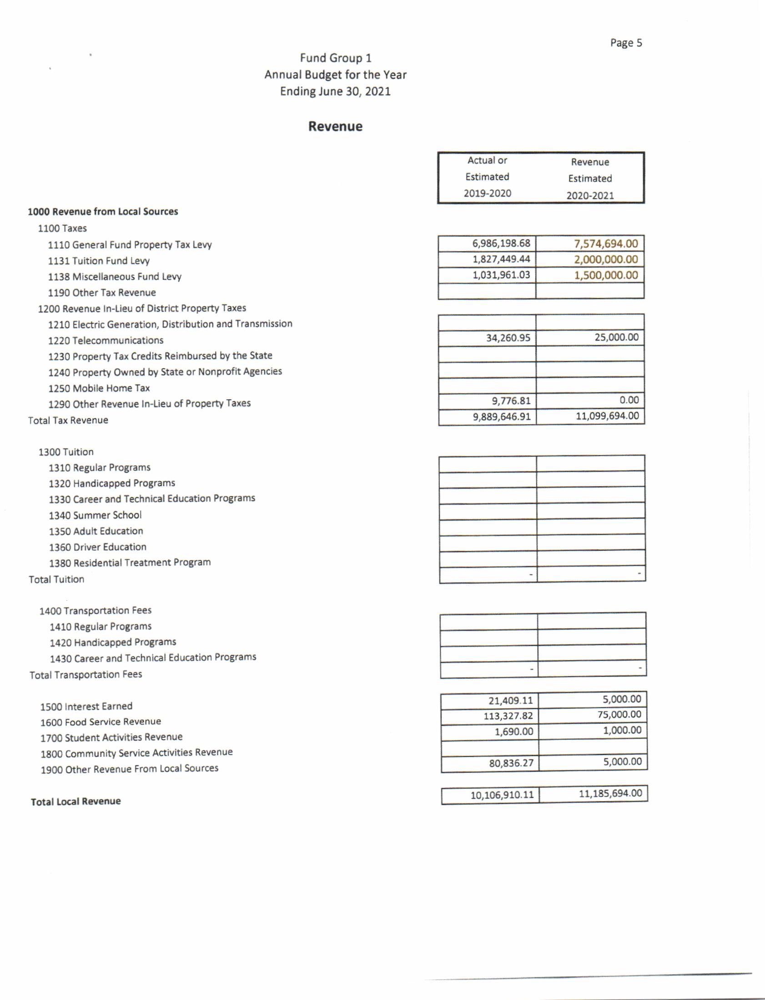 Page 5
Fund Group 1
Annual Budget for the Year
Ending June 30, 2021
Revenue
Actual or Revenue
Estimated Estimated
2019-2020 2020-2021
1000 Revenue from Local Sources
1100 Taxes
1110 General Fund Property Tax Levy 6,986,198.68 7,574,694.00
1131 Tuition Fund Levy 1,827,449.44 2,000,000.00
1138 Miscellaneous Fund Levy 1,031,961.03 1,500,000.00
1190 Other Tax Revenue
1200 Revenue In-Lieu of District Property Taxes
1210 Electric Generation, Distribution and Transmission
1220 Telecommunications 34,260.95 25,000.00
1230 Property Tax Credits Reimbursed by the State
1240 Property Owned by State or Nonprofit Agencies
1250 Mobile Home Tax
1290 Other Revenue In-Lieu of Property Taxes 9,776.81 0.00
Total Tax Revenue 9,889,646.91 11,099,694.00
1300 Tuition
1310 Regular Programs
1320 Handicapped Programs
1330 Career and Technical Education Programs
1340 Summer School
1350 Adult Education
1360 Driver Education
1380 Residential Treatment Program
Total Tuition - -
1400 Transportation Fees
1410 Regular Programs
1420 Handicapped Programs
1430 Career and Technical Education Programs
Total Transportation Fees - -
1500 Interest Earned 21,409.11 5,000.00
1600 Food Service Revenue 113,327.82 75,000.00
1700 Student Activities Revenue 1,690.00 1,000.00
1800 Community Service Activities Revenue
1900 Other Revenue From Local Sources 80,836.27 5,000.00
Total Local Revenue 10,106,910.11 11,185,694.00